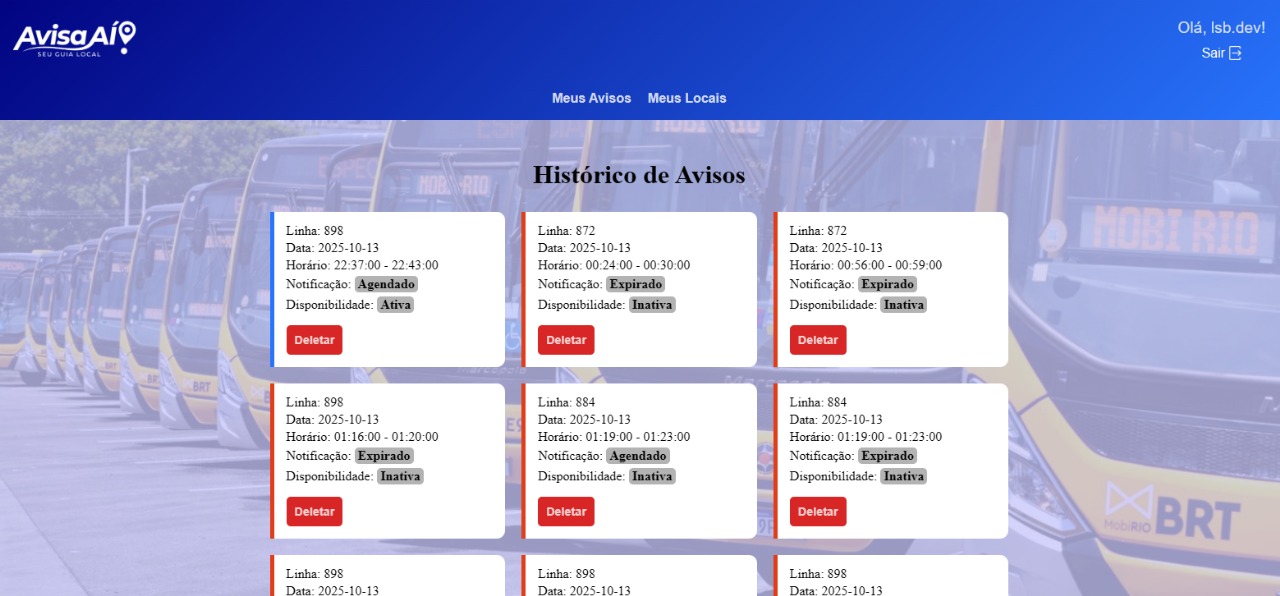 AvisaAí
SEU GUIA LOCAL
Olá, lsb.dev!
Sair
Meus Avisos Meus Locais
Histórico de Avisos
Linha: 898
Data: 2025-10-13
Horário: 22:37:00 - 22:43:00
Notificação: Agendado
Disponibilidade: Ativa
Deletar
Linha: 872
Data: 2025-10-13
Horário: 00:24:00 - 00:30:00
Notificação: Expirado
Disponibilidade: Inativa
Deletar
Linha: 872
Data: 2025-10-13
Horário: 00:56:00 - 00:59:00
Notificação: Expirado
Disponibilidade: Inativa
Deletar
Linha: 898
Data: 2025-10-13
Horário: 01:16:00 - 01:20:00
Notificação: Expirado
Disponibilidade: Inativa
Deletar
Linha: 884
Data: 2025-10-13
Horário: 01:19:00 - 01:23:00
Notificação: Agendado
Disponibilidade: Inativa
Deletar
Linha: 884
Data: 2025-10-13
Horário: 01:19:00 - 01:23:00
Notificação: Expirado
Disponibilidade: Inativa
Deletar
Linha: 898
Data: 2025-10-13
Linha: 898
Data: 2025-10-13
Linha: 898
Data: 2025-10-13
MOBI RIO
MOBI RIO
MOBI RIO
BRT
BRT
BRT
MobiRIO BRT